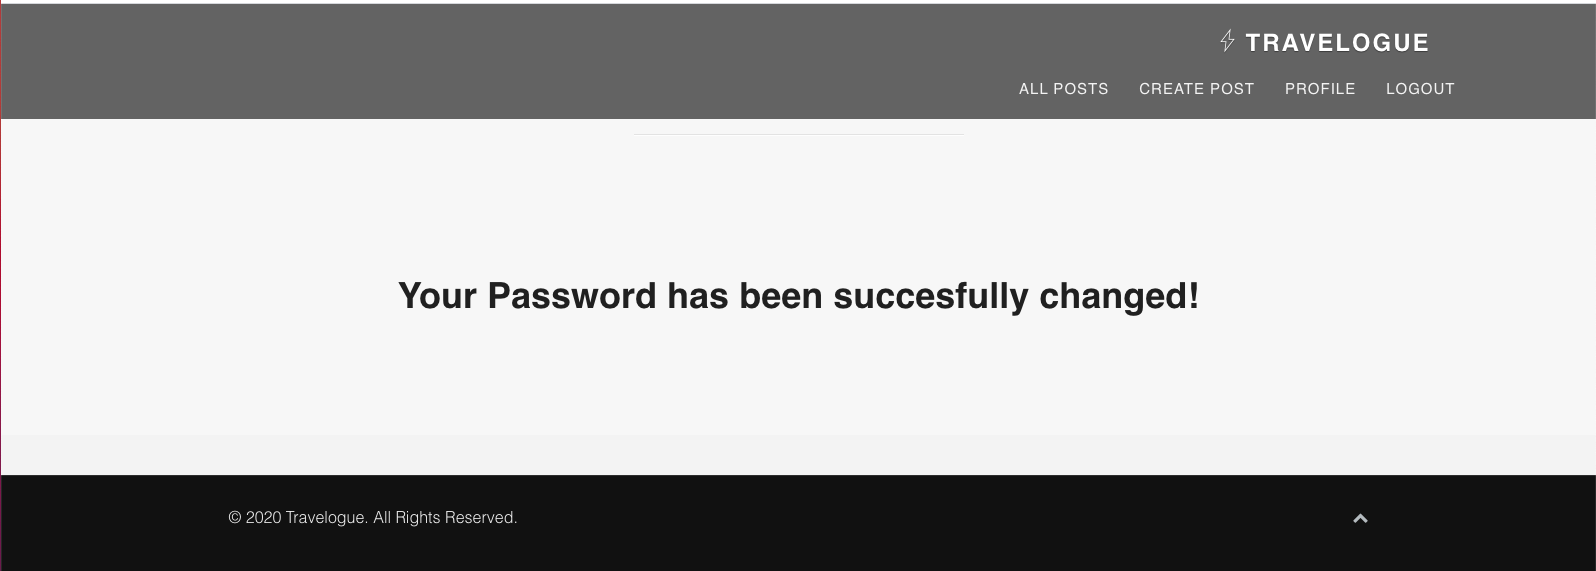 TRAVELOGUE
ALL POSTS CREATE POST PROFILE LOGOUT
Your Password has been succesfully changed!
© 2020 Travelogue. All Rights Reserved.